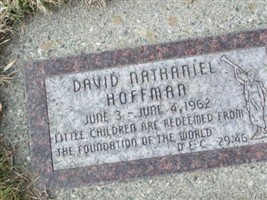 DAVID NATHANIEL
HOFFMAN
JUNE 3 - JUNE 4, 1962
LITTLE CHILDREN ARE REDEEMED FROM
THE FOUNDATION OF THE WORLD
D & C 29:46